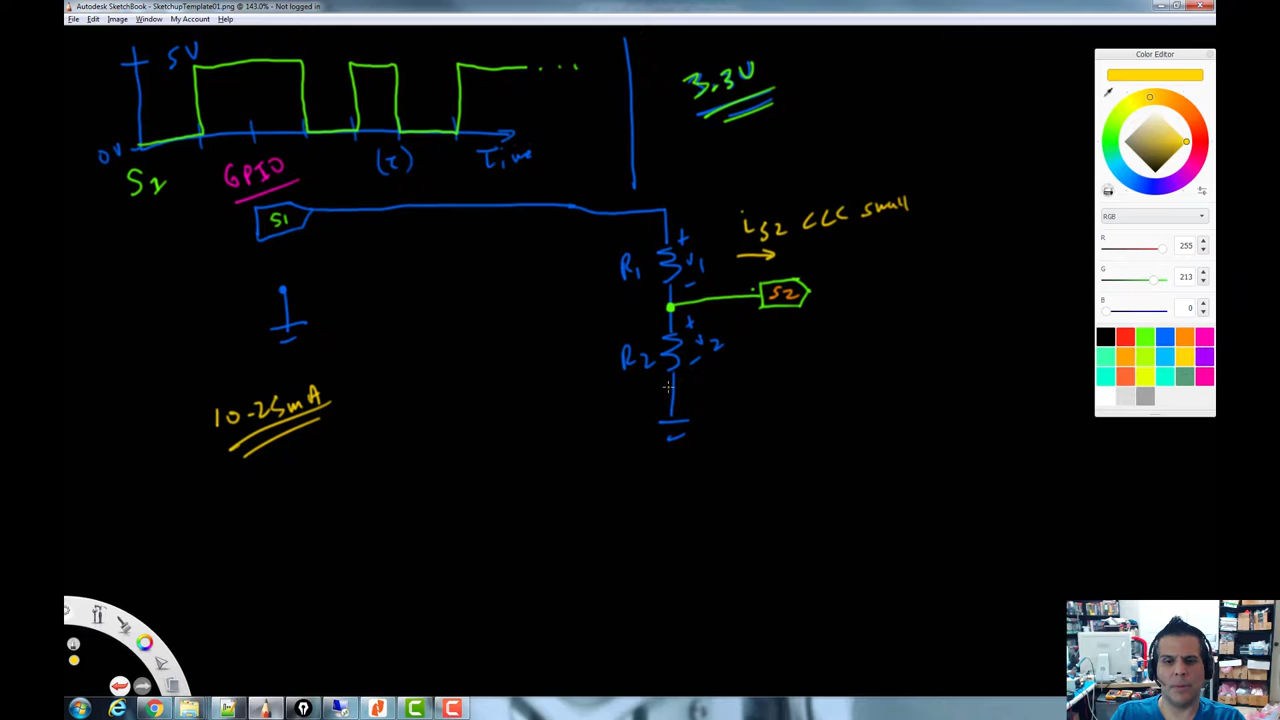 Autodesk SketchBook - SketchupTemplate01.png @ 143.0% - Not logged in
File Edit Image Window My Account Help
Color Editor
5V
3.3V
0V
(τ)
Time
S2
GPIO
S1
iS2 <<< small
R1
+
V1
-
S2
R2
+
V2
-
10-25mA
RGB
R 255
G 213
B 0